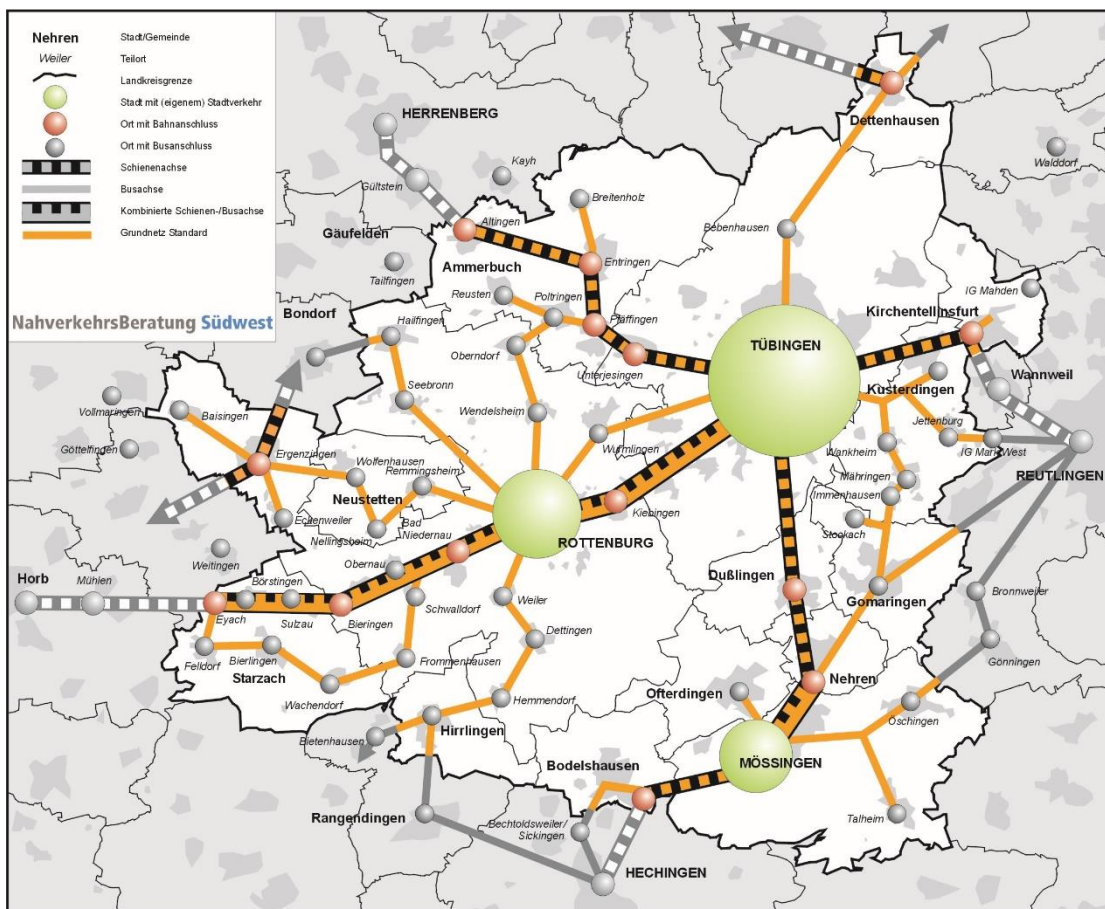 Nehren Stadt/Gemeinde
Weiler Teilort
Landkreisgrenze
Stadt mit (eigenem) Stadtverkehr
Ort mit Bahnanschluss
Ort mit Busanschluss
Schienenachse
Busachse
Kombinierte Schienen-/Busachse
Grundnetz Standard
NahverkehrsBeratung Südwest
Dettenhausen
HERRENBERG
Kayh
Walddorf
Gültstein
Breitenholz
Altingen
Bebenhausen
Gäufelden
Tailfingen
Ammerbuch
Entringen
Reusten
Poltringen
Pfäffingen
IG Mahden
Kirchentellinsfurt
Bondorf
Hailfingen
Oberndorf
Unterjesingen
TÜBINGEN
Wannweil
Seebronn
Kusterdingen
Vollmaringen
Baisingen
Wendelsheim
Jettenburg
Göttelfingen
Ergenzingen
Wolfenhausen
Remmingsheim
Wurmlingen
Wankheim
IG Mark West
REUTLINGEN
Neustetten
Mähringen
Immenhausen
Eckenweiler
Nellingsheim
Bad
Niedernau
Kiebingen
Stockach
ROTTENBURG
Weitingen
Obernau
Horb
Mühlen
Börstingen
Dußlingen
Gomaringen
Bronnweiler
Eyach
Sulzau
Bieringen
Schwalldorf
Weiler
Dettingen
Felldorf
Bierlingen
Starzach
Frommenhausen
Gönningen
Wachendorf
Hemmendorf
Ofterdingen
Nehren
Öschingen
Bietenhausen
Hirrlingen
MÖSSINGEN
Bodelshausen
Rangendingen
Bechtoldsweiler/
Sickingen
Talheim
HECHINGEN